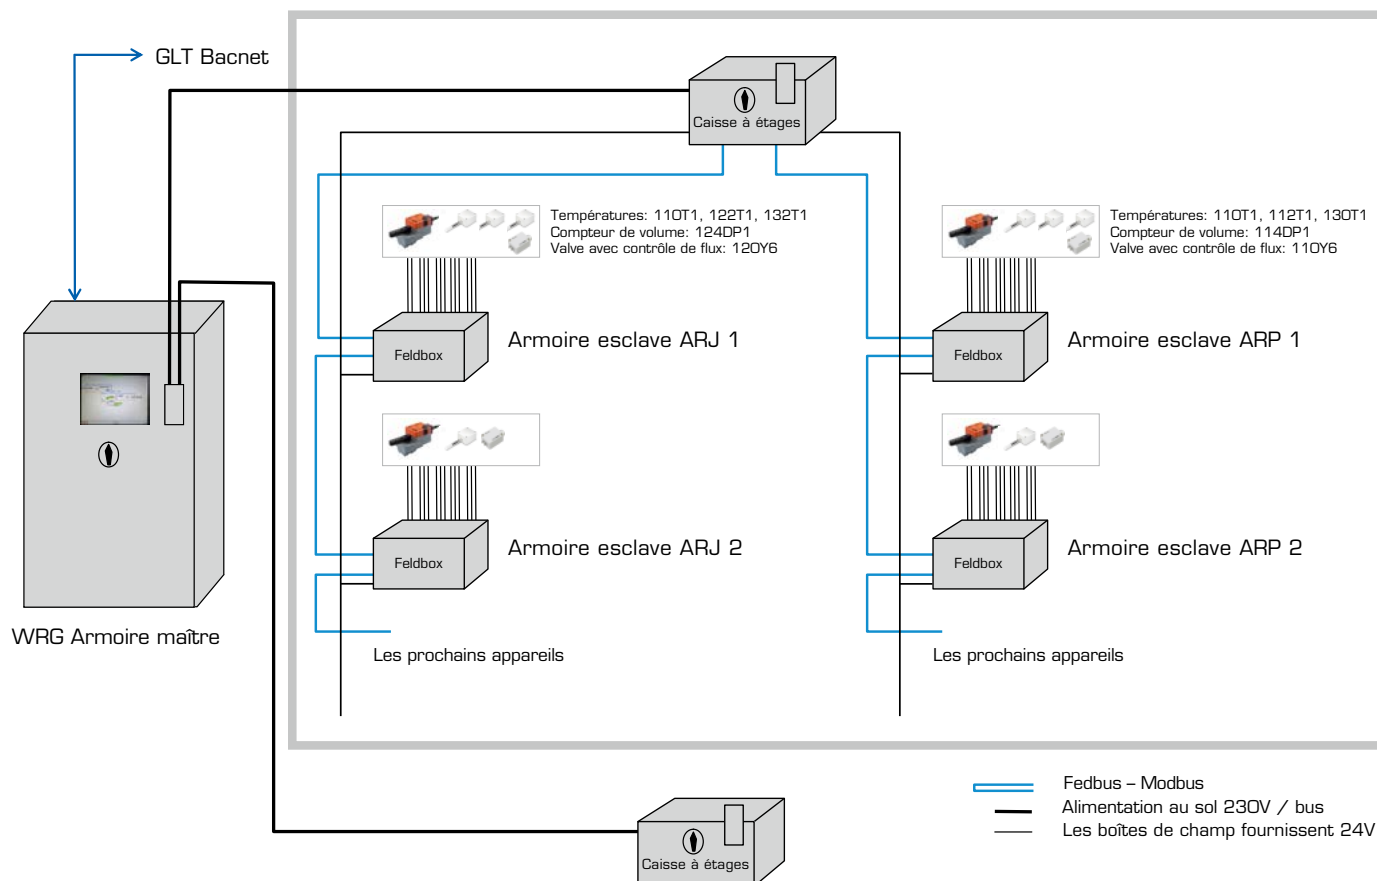 GLT Bacnet
Caisse à étages
Températures: 110T1, 122T1, 132T1
Compteur de volume: 124DP1
Valve avec contrôle de flux: 120Y6
Températures: 110T1, 112T1, 130T1
Compteur de volume: 114DP1
Valve avec contrôle de flux: 110Y6
Feldbox
Armoire esclave ARJ 1
Feldbox
Armoire esclave ARP 1
Feldbox
Armoire esclave ARJ 2
Feldbox
Armoire esclave ARP 2
WRG Armoire maître
Les prochains appareils
Les prochains appareils
Fedbus – Modbus
Alimentation au sol 230V / bus
Les boîtes de champ fournissent 24V
Caisse à étages